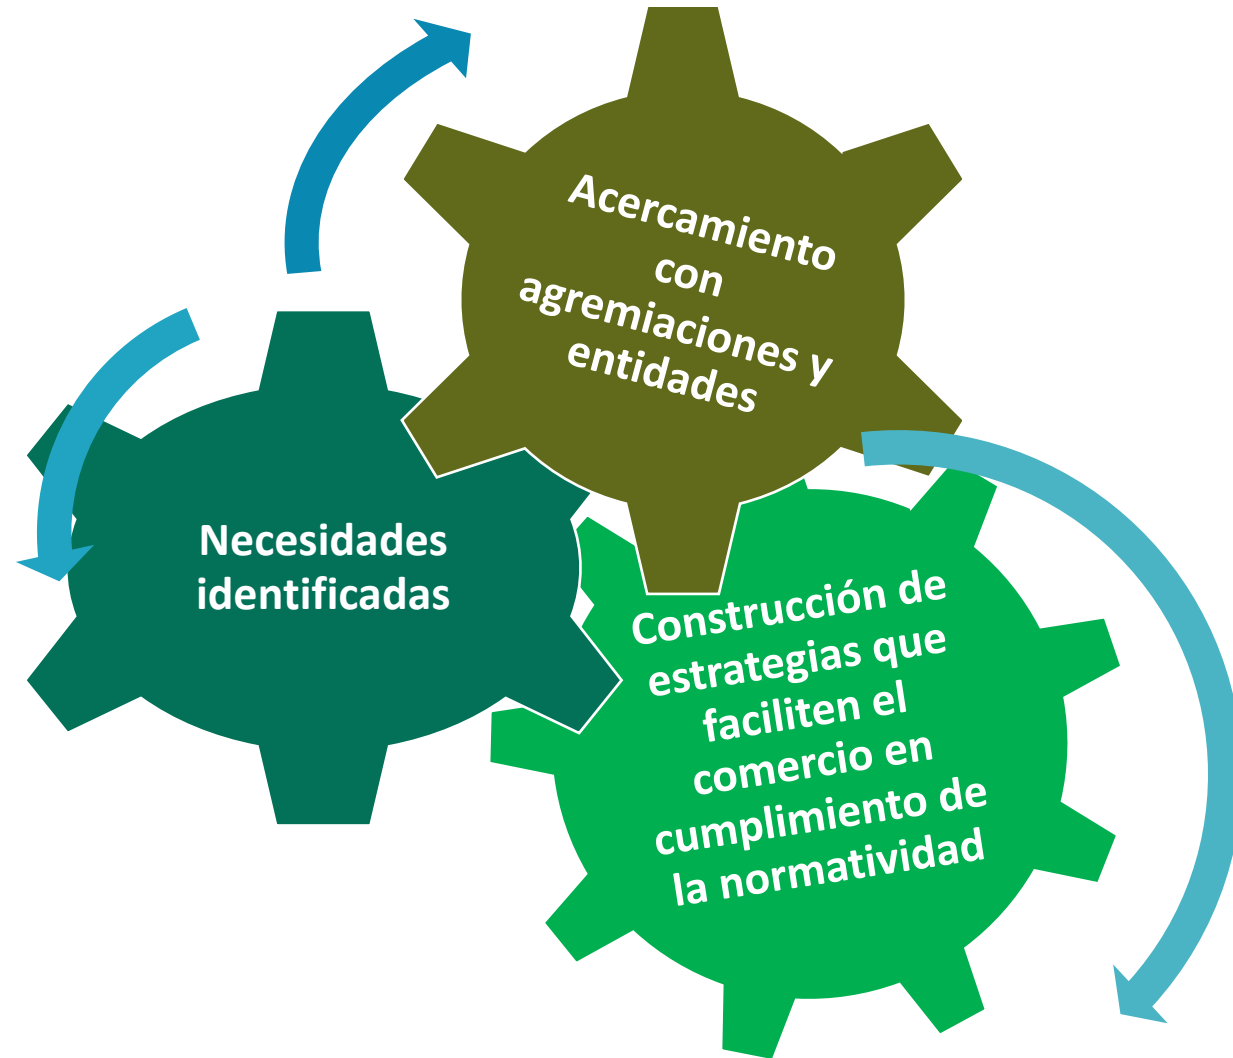 Acercamiento
con
agremiaciones y
entidades
Necesidades
identificadas
Construcción de
estrategias que
faciliten el
comercio en
cumplimiento de
la normatividad